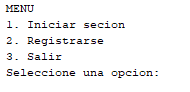 MENU
1. Iniciar secion
2. Registrarse
3. Salir
Seleccione una opcion: